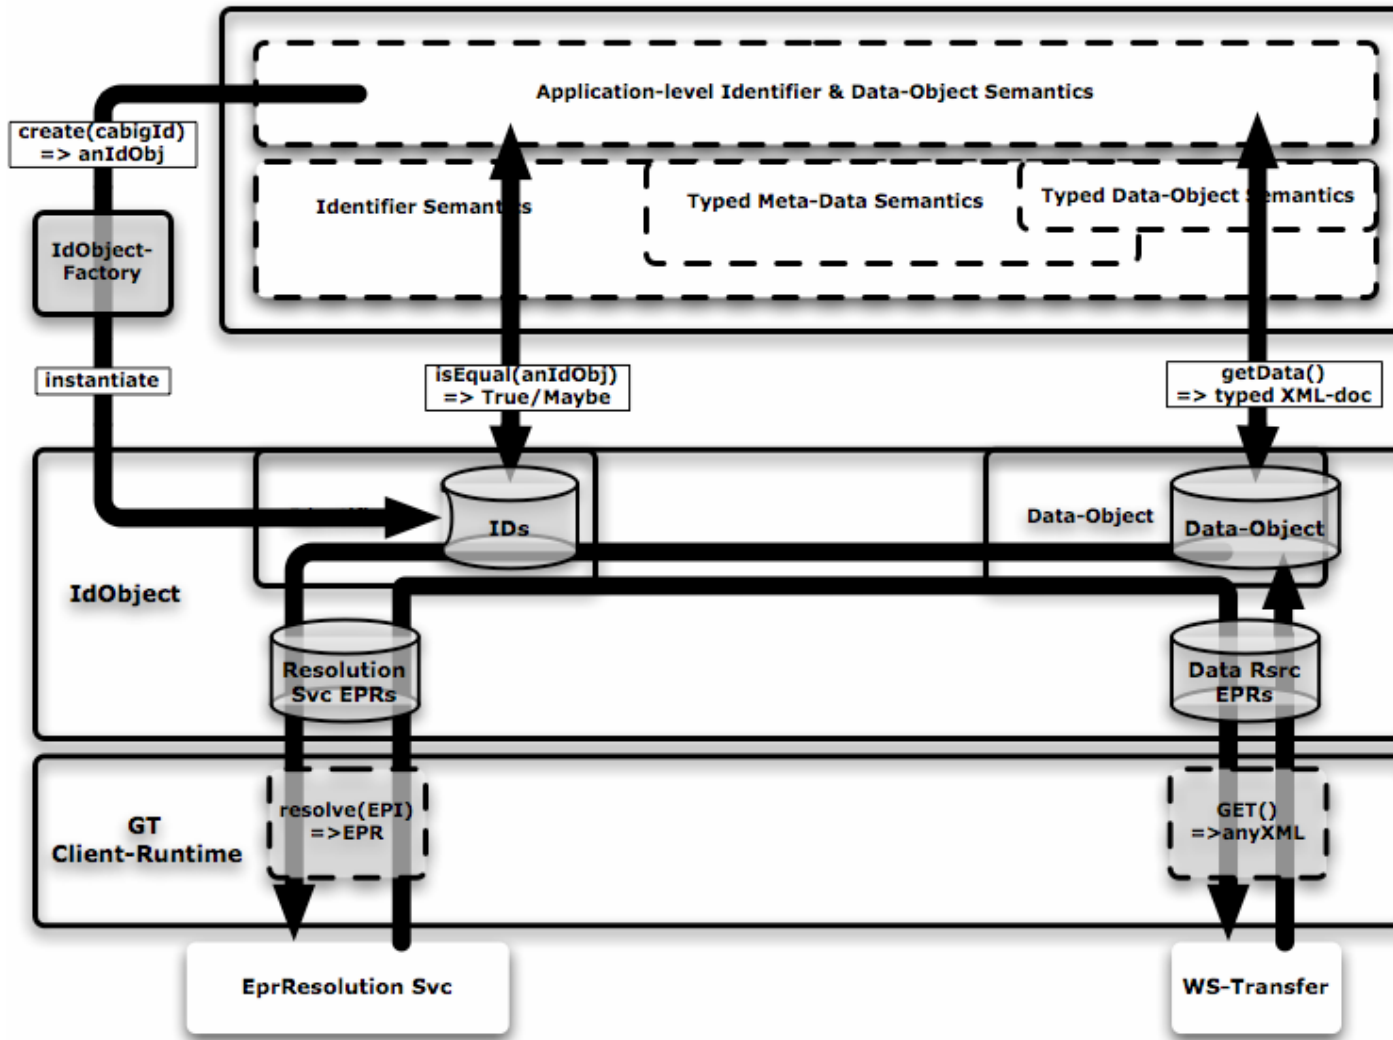 Application-level Identifier & Data-Object Semantics
create(cabigId)
=> anIdObj
Identifier Semantics
Typed Meta-Data Semantics
Typed Data-Object Semantics
IdObject-
Factory
instantiate
isEqual(anIdObj)
=> True/Maybe
getData()
=> typed XML-doc
IDs
Data-Object
Data-Object
IdObject
Resolution
Svc EPRs
Data Rsrc
EPRs
GT
Client-Runtime
resolve(EPI)
=>EPR
GET()
=>anyXML
EprResolution Svc
WS-Transfer